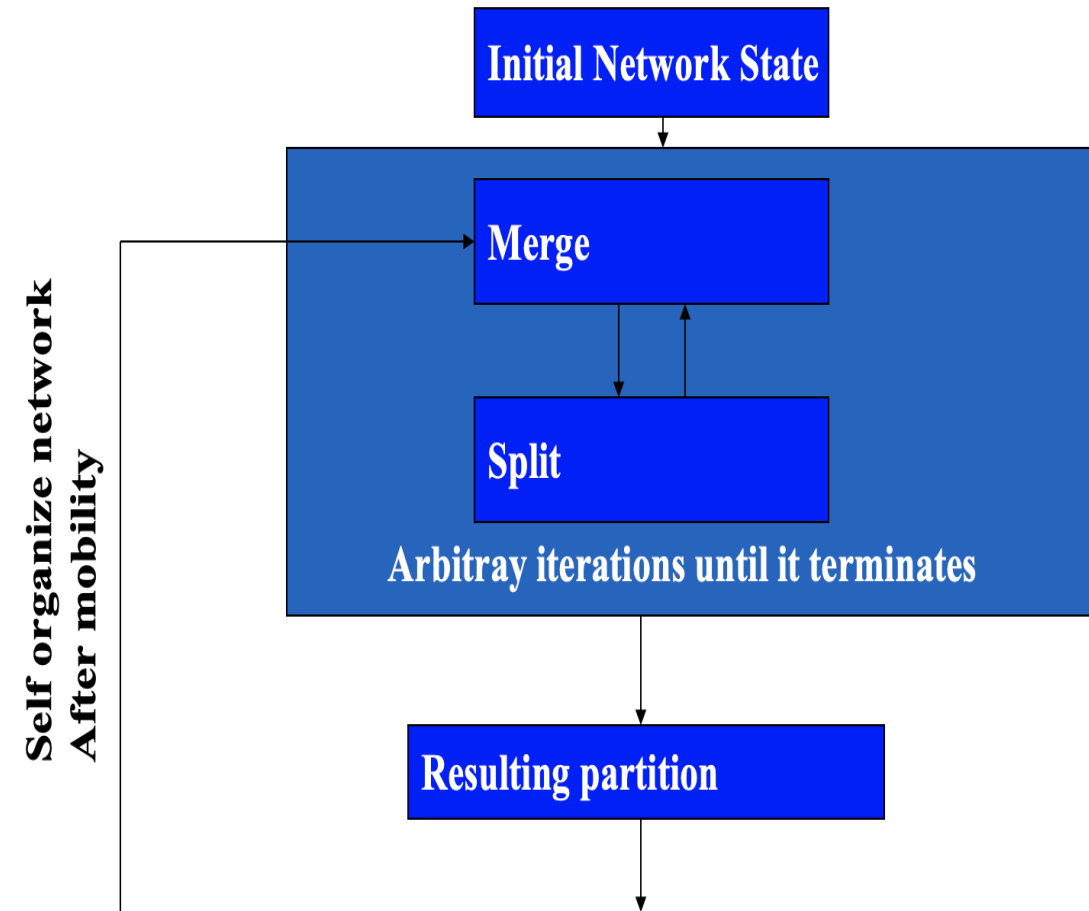 Initial Network State
Merge
Split
Arbitray iterations until it terminates
Resulting partition
Self organize network
After mobility